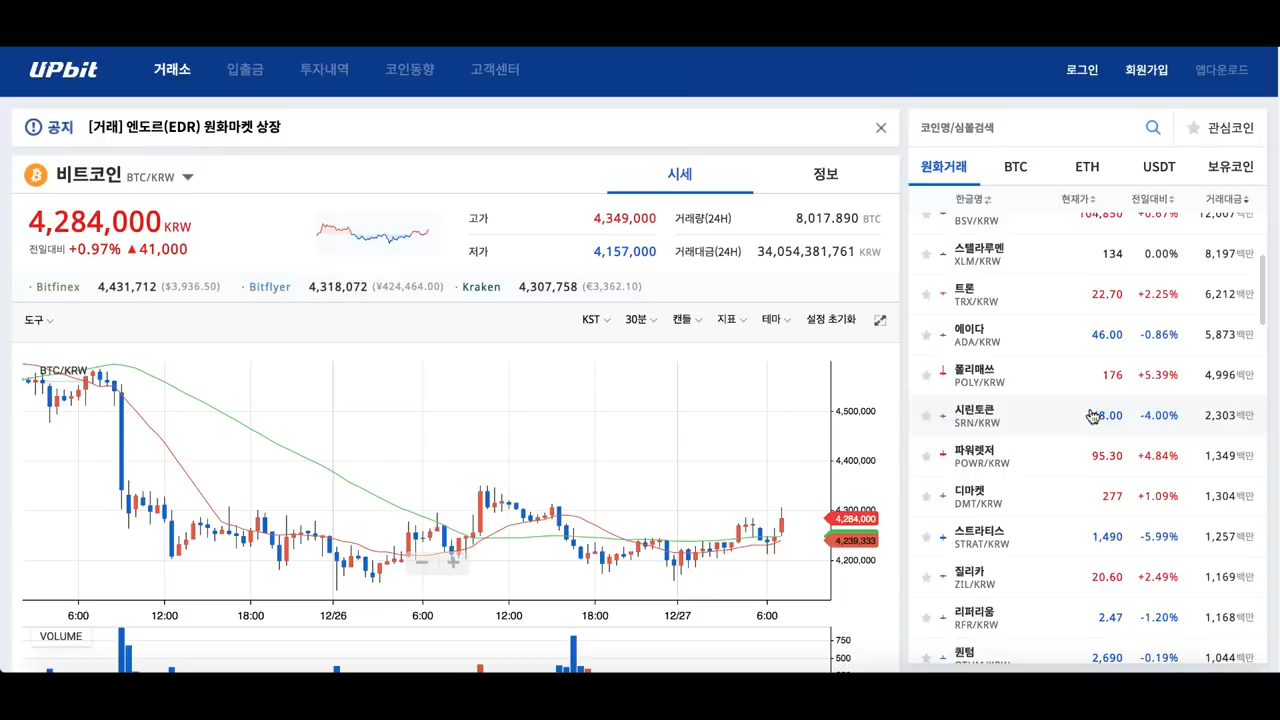 UPbit 거래소 입출금 투자내역 코인동향 고객센터 로그인 회원가입 앱다운로드
공지 [거래] 엔도르(EDR) 원화마켓 상장
비트코인 BTC/KRW 시세 정보
4,284,000 KRW
전일대비 +0.97% ▲41,000
고가 4,349,000 거래량(24H) 8,017.890 BTC
저가 4,157,000 거래대금(24H) 34,054,381,761 KRW
· Bitfinex 4,431,712 ($3,936.50) · Bitflyer 4,318,072 (¥424,464.00) · Kraken 4,307,758 (€3,362.10)
도구 KST 30분 캔들 지표 테마 설정 초기화
BTC/KRW
4,500,000
4,400,000
4,300,000
4,284,000
4,239,333
4,200,000
− +
6:00 12:00 18:00 12/26 6:00 12:00 18:00 12/27 6:00
VOLUME
750
500
코인명/심볼검색 관심코인
원화거래 BTC ETH USDT 보유코인
한글명 현재가 전일대비 거래대금
BSV/KRW 104,850 +0.67% 12,007백만
스텔라루멘 134 0.00% 8,197백만
XLM/KRW
트론 22.70 +2.25% 6,212백만
TRX/KRW
에이다 46.00 -0.86% 5,873백만
ADA/KRW
폴리매쓰 176 +5.39% 4,996백만
POLY/KRW
시린토큰 -4.00% 2,303백만
SRN/KRW
파워렛저 95.30 +4.84% 1,349백만
POWR/KRW
디마켓 277 +1.09% 1,304백만
DMT/KRW
스트라티스 1,490 -5.99% 1,257백만
STRAT/KRW
질리카 20.60 +2.49% 1,169백만
ZIL/KRW
리퍼리움 2.47 -1.20% 1,168백만
RFR/KRW
퀀텀 2,690 -0.19% 1,044백만